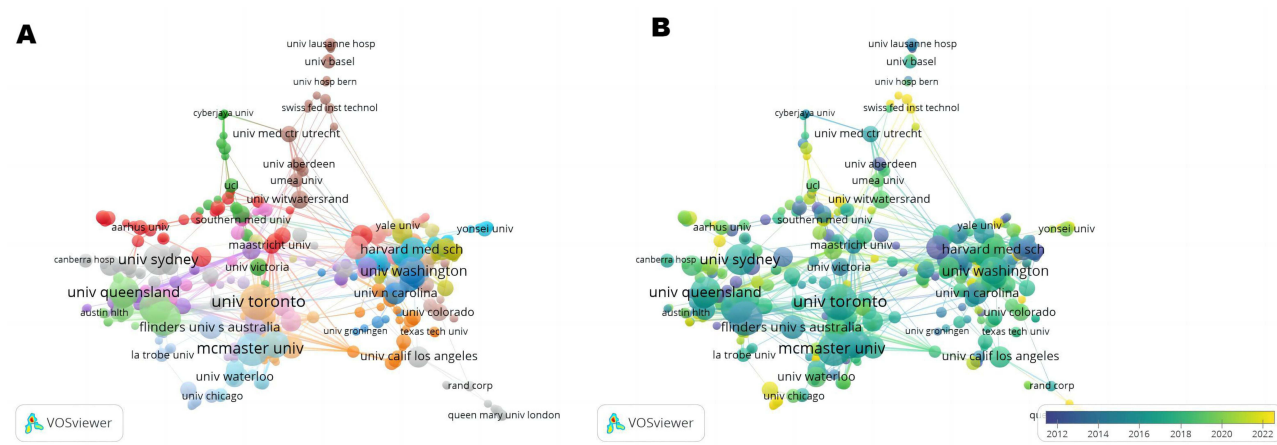 A
univ lausanne hosp
univ basel
univ hosp bern
swiss fed inst technol
cyberjaya univ
univ med ctr utrecht
univ aberdeen
umea univ
ucl
univ witwatersrand
southern med univ
aarhus univ
yale univ
yonsei univ
maastricht univ
harvard med sch
canberra hosp
univ sydney
univ victoria
univ washington
univ queensland
univ toronto
univ n carolina
austin hlth
univ colorado
flinders univ s australia
univ groningen
texas tech univ
la trobe univ
mcmaster univ
univ calif los angeles
univ waterloo
rand corp
univ chicago
queen mary univ london
VOSviewer
B
univ lausanne hosp
univ basel
univ hosp bern
swiss fed inst technol
cyberjaya univ
univ med ctr utrecht
univ aberdeen
umea univ
ucl
univ witwatersrand
southern med univ
aarhus univ
yale univ
yonsei univ
maastricht univ
harvard med sch
canberra hosp
univ sydney
univ victoria
univ washington
univ queensland
univ toronto
univ n carolina
austin hlth
univ colorado
flinders univ s australia
univ groningen
texas tech univ
la trobe univ
mcmaster univ
univ calif los angeles
univ waterloo
rand corp
univ chicago
VOSviewer
2012 2014 2016 2018 2020 2022